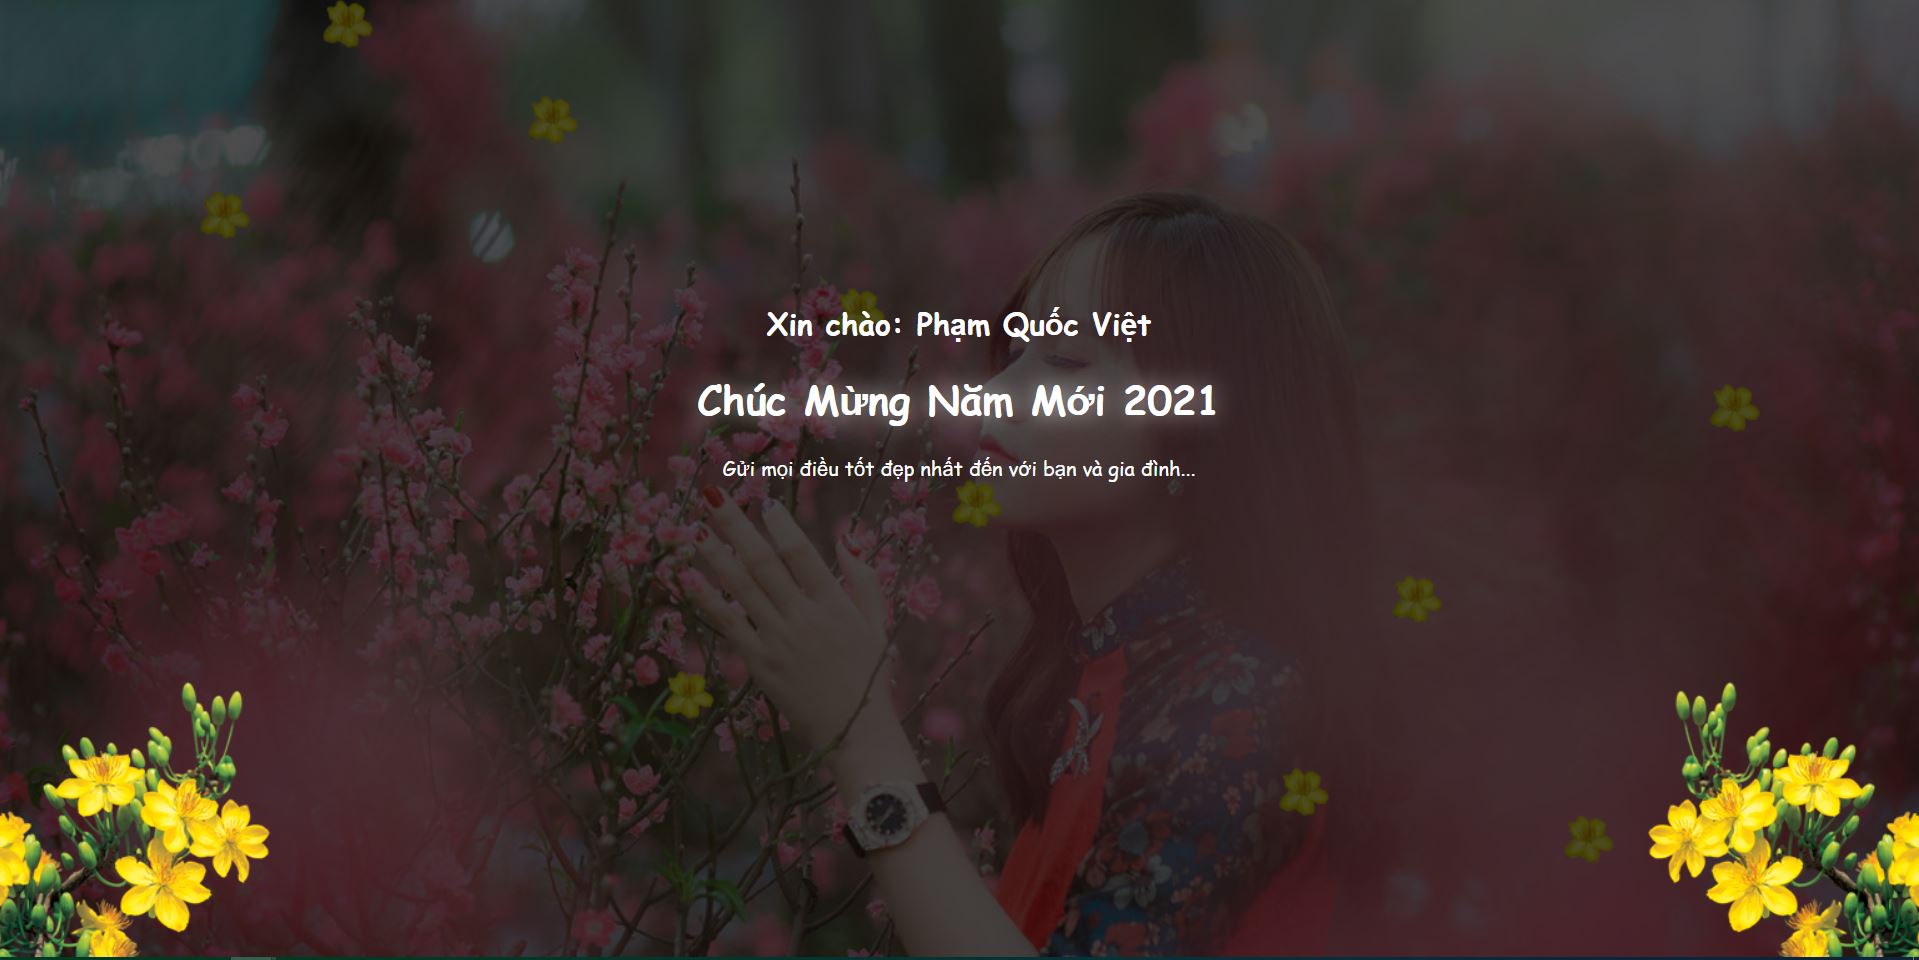 Xin chào: Phạm Quốc Việt
Chúc Mừng Năm Mới 2021
Gửi mọi điều tốt đẹp nhất đến với bạn và gia đình...